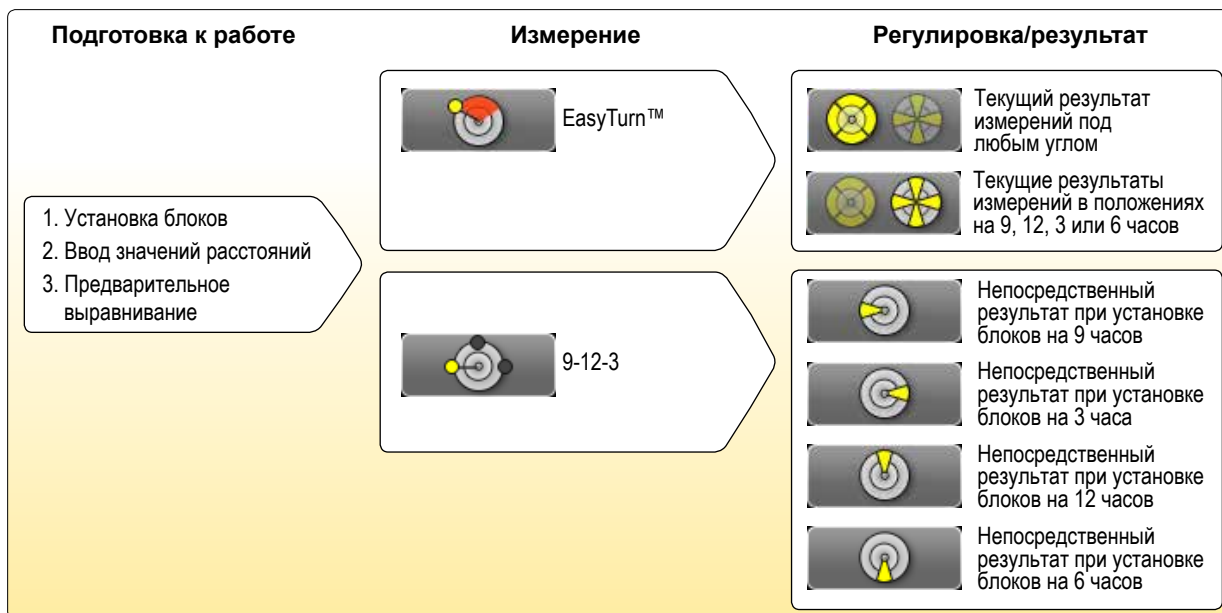 Подготовка к работе
1. Установка блоков
2. Ввод значений расстояний
3. Предварительное
выравнивание
Измерение
EasyTurn™
9-12-3
Регулировка/результат
Текущий результат
измерений под
любым углом
Текущие результаты
измерений в положениях
на 9, 12, 3 или 6 часов
Непосредственный
результат при установке
блоков на 9 часов
Непосредственный
результат при установке
блоков на 3 часа
Непосредственный
результат при установке
блоков на 12 часов
Непосредственный
результат при установке
блоков на 6 часов